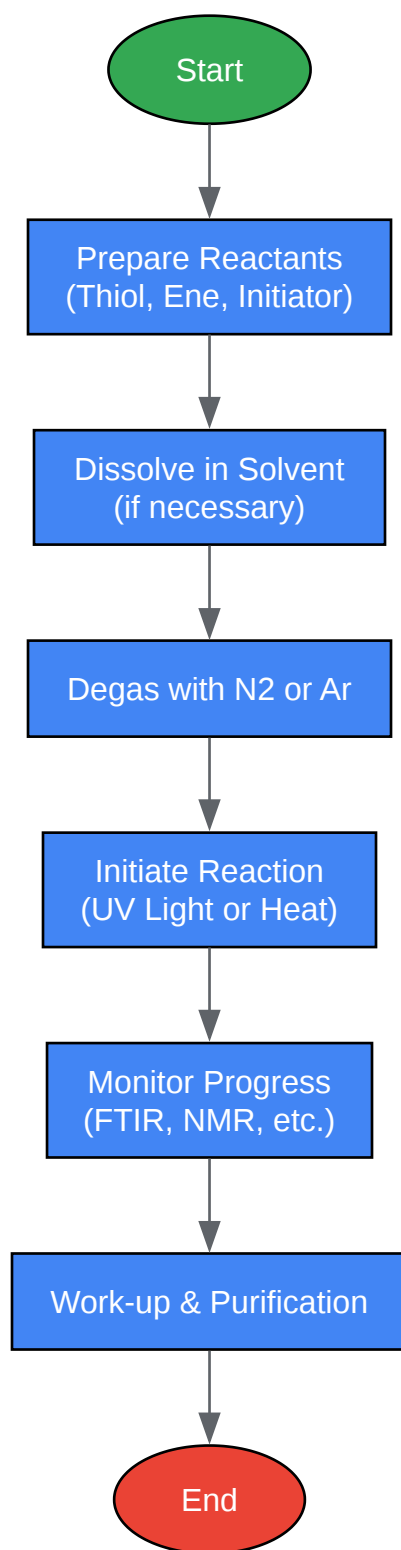 Start
Prepare Reactants
(Thiol, Ene, Initiator)
Dissolve in Solvent
(if necessary)
Degas with N2 or Ar
Initiate Reaction
(UV Light or Heat)
Monitor Progress
(FTIR, NMR, etc.)
Work-up & Purification
End